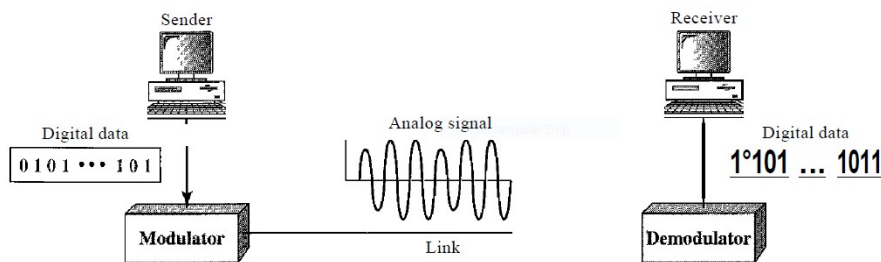 Sender
Receiver
Digital data
Analog signal
Digital data
0101 ••• 101
1°101 ... 1011
Modulator
Link
Demodulator